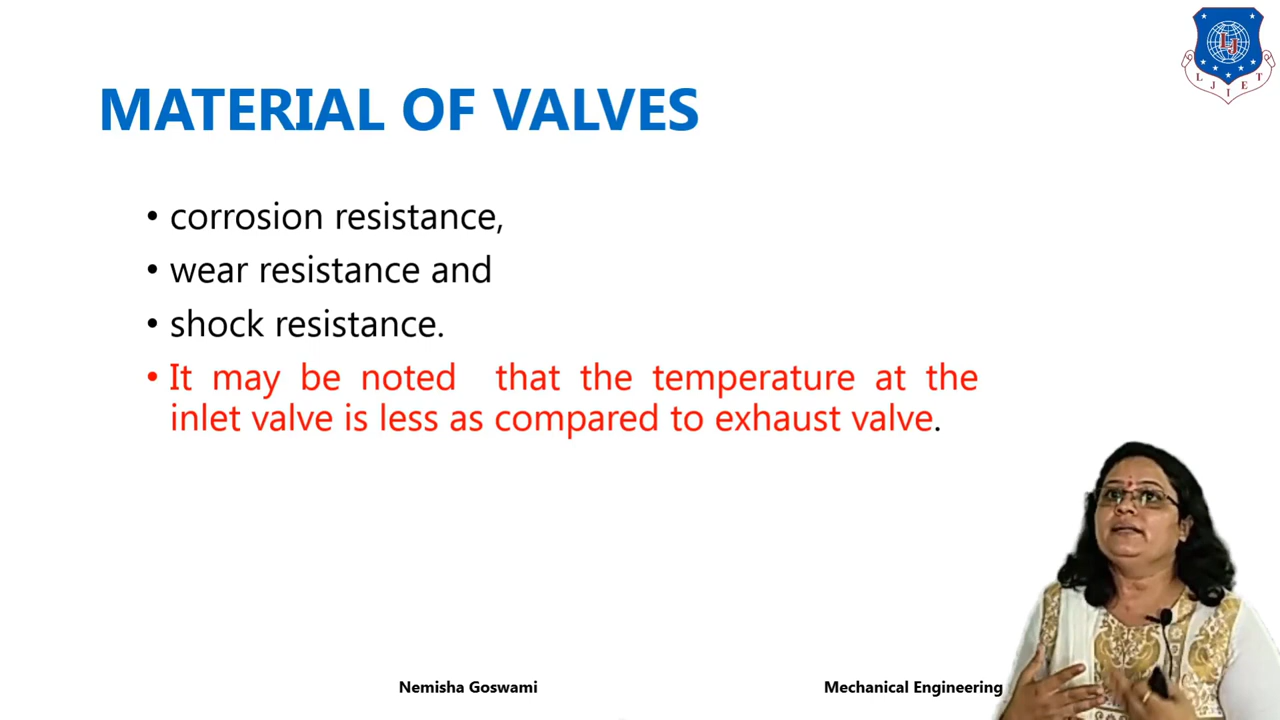 L J I E T
MATERIAL OF VALVES
• corrosion resistance,
• wear resistance and
• shock resistance.
• It may be noted that the temperature at the
inlet valve is less as compared to exhaust valve.
Nemisha Goswami
Mechanical Engineering